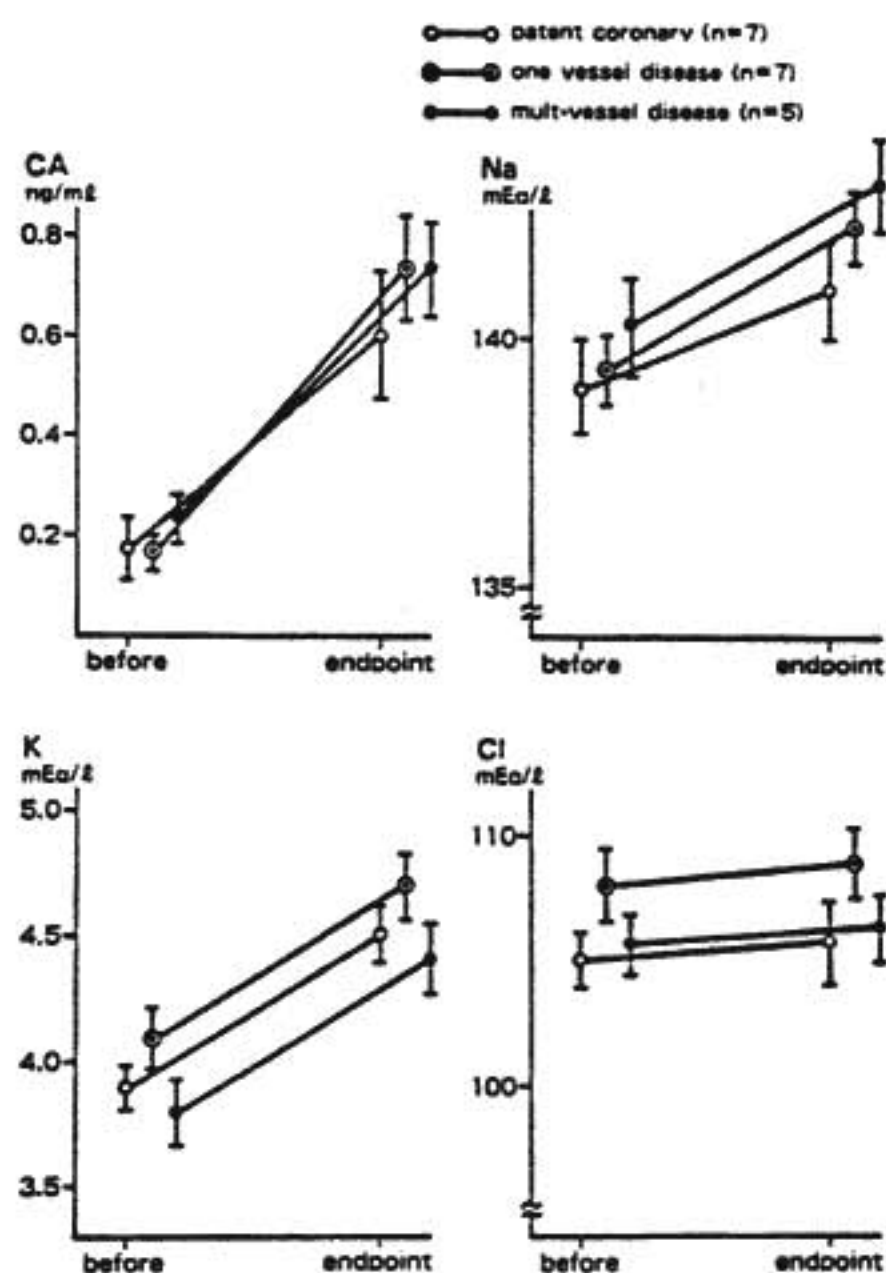 patent coronary (n=7)
one vessel disease (n=7)
mult-vessel disease (n=5)
CA
ng/mℓ
0.8
0.6
0.4
0.2
before endpoint
Na
mEq/ℓ
140
135
before endpoint
K
mEq/ℓ
5.0
4.5
4.0
3.5
before endpoint
Cl
mEq/ℓ
110
100
before endpoint